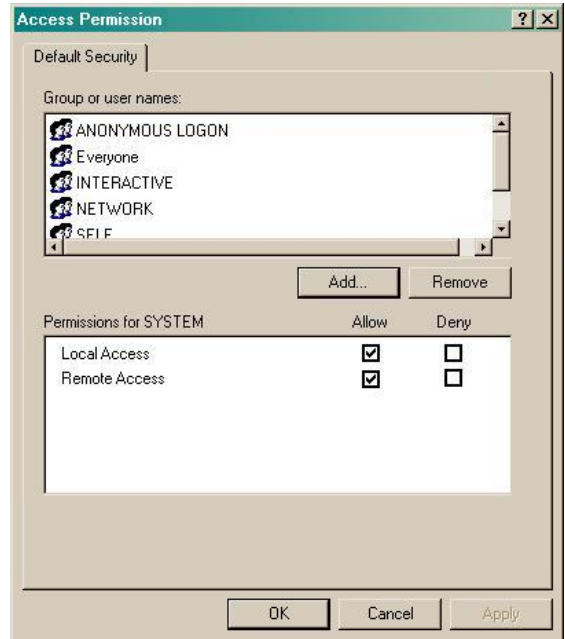 Access Permission
Default Security
Group or user names:
ANONYMOUS LOGON
Everyone
INTERACTIVE
NETWORK
SELF
Add... Remove
Permissions for SYSTEM Allow Deny
Local Access
Remote Access
OK Cancel Apply